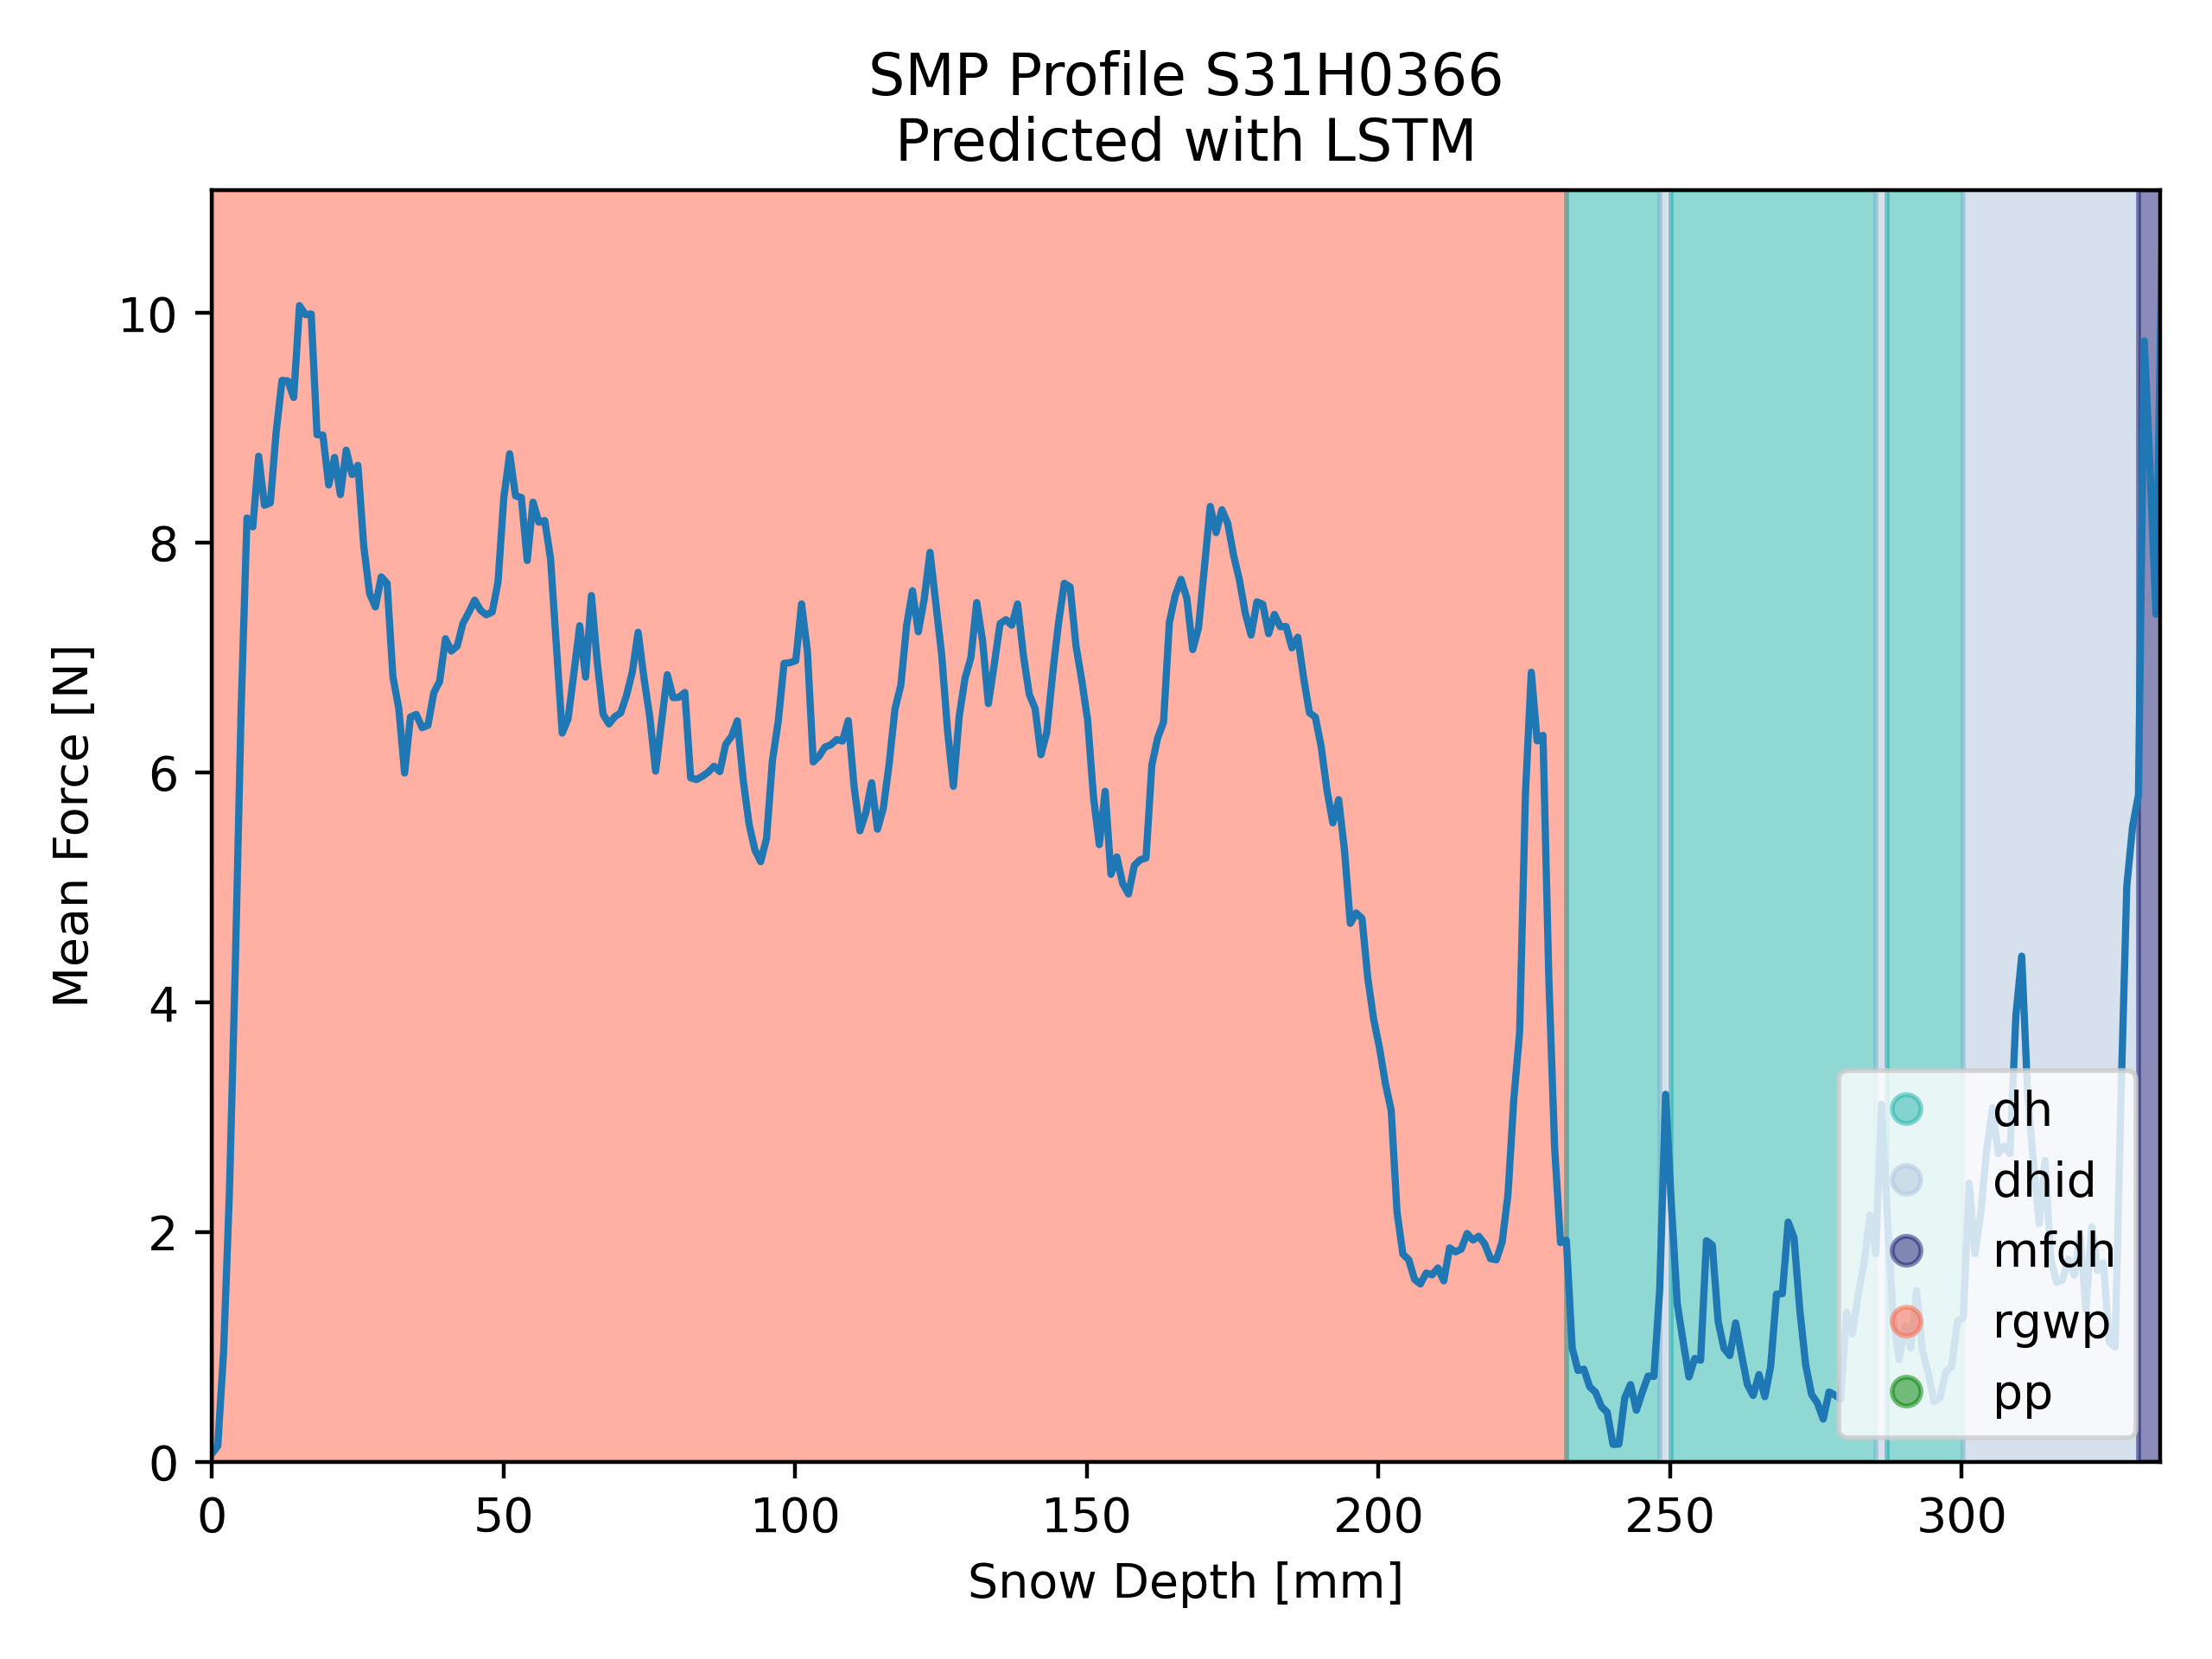 SMP Profile S31H0366
Predicted with LSTM
Mean Force [N]
10
8
6
4
2
0
dh
dhid
mfdh
rgwp
pp
0 50 100 150 200 250 300
Snow Depth [mm]